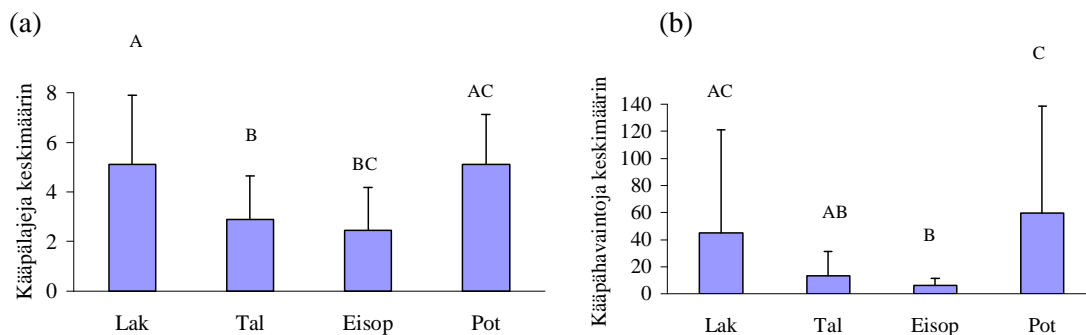 (a)
A
B
BC
AC
Kääpälajeja keskimäärin
8
6
4
2
0
Lak Tal Eisop Pot
(b)
AC
AB
B
C
Kääpähavaintoja keskimäärin
140
120
100
80
60
40
20
0
Lak Tal Eisop Pot